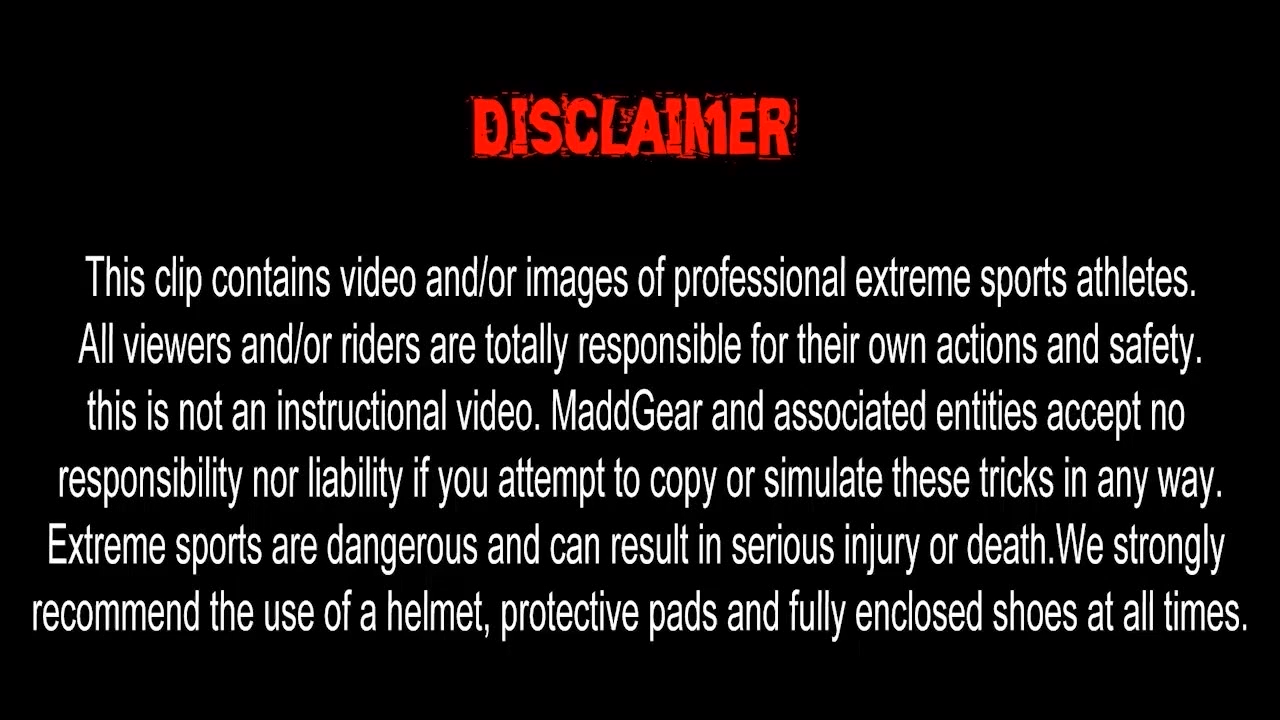 DISCLAIMER
This clip contains video and/or images of professional extreme sports athletes.
All viewers and/or riders are totally responsible for their own actions and safety.
this is not an instructional video. MaddGear and associated entities accept no
responsibility nor liability if you attempt to copy or simulate these tricks in any way.
Extreme sports are dangerous and can result in serious injury or death.We strongly
recommend the use of a helmet, protective pads and fully enclosed shoes at all times.